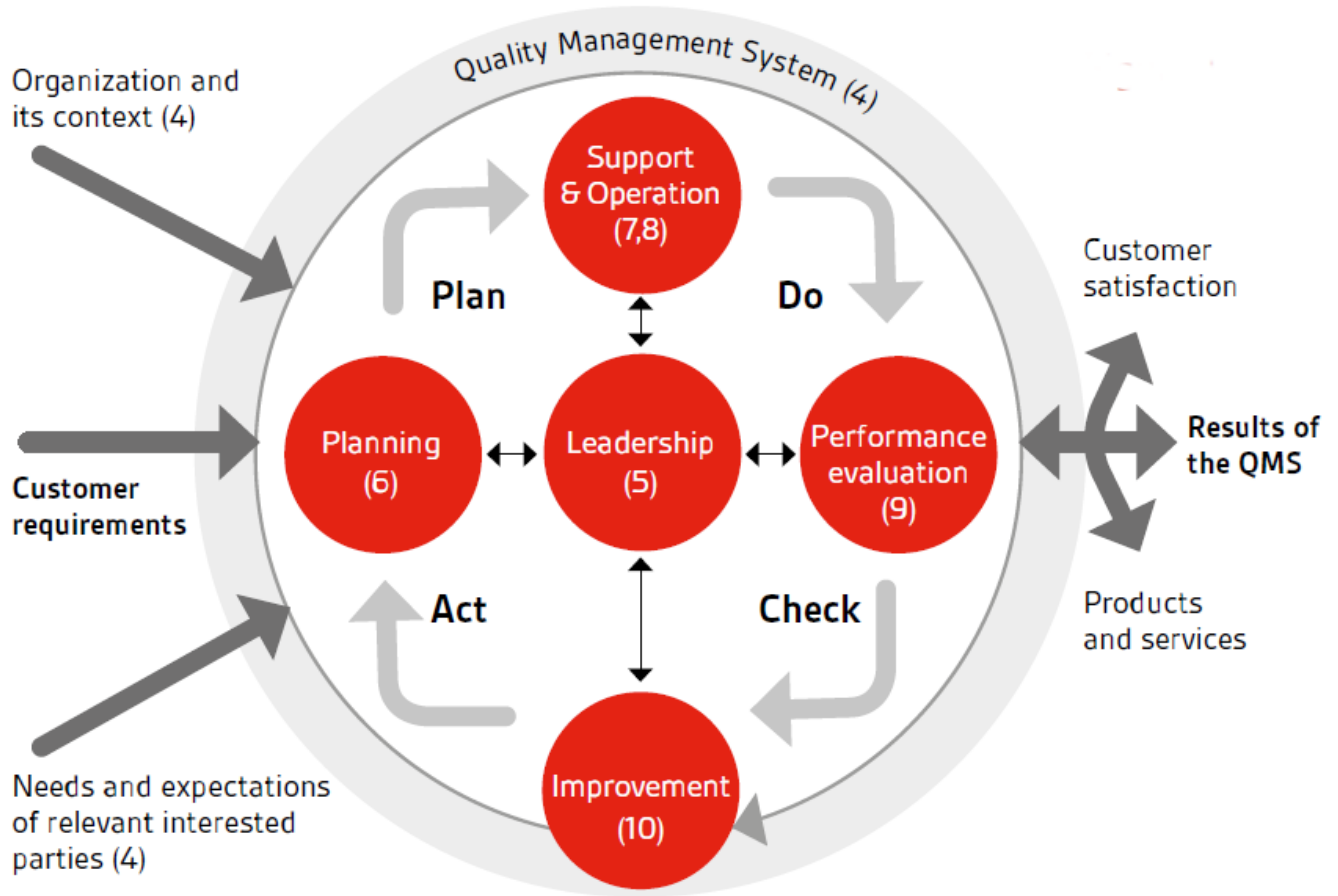 Quality Management System (4)
Organization and
its context (4)
Support
& Operation
(7,8)
Plan
Do
Customer
satisfaction
Planning
(6)
Leadership
(5)
Performance
evaluation
(9)
Results of
the QMS
Customer
requirements
Act
Check
Products
and services
Needs and expectations
of relevant interested
parties (4)
Improvement
(10)